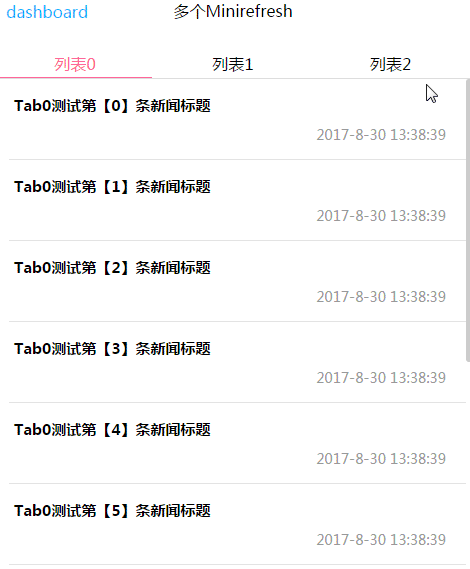 dashboard 多个Minirefresh
列表0 列表1 列表2
Tab0测试第【0】条新闻标题
2017-8-30 13:38:39
Tab0测试第【1】条新闻标题
2017-8-30 13:38:39
Tab0测试第【2】条新闻标题
2017-8-30 13:38:39
Tab0测试第【3】条新闻标题
2017-8-30 13:38:39
Tab0测试第【4】条新闻标题
2017-8-30 13:38:39
Tab0测试第【5】条新闻标题
2017-8-30 13:38:39